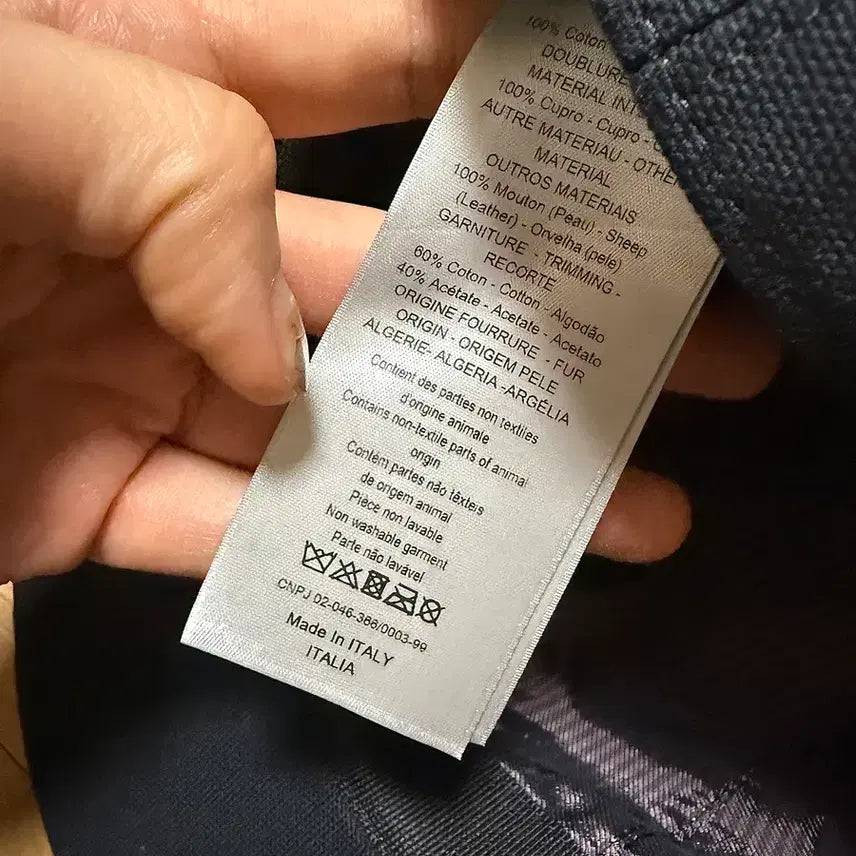 100% Coton
DOUBLURE
MATERIAL INT
100% Cupro - Cupro -
AUTRE MATERIAU - OTHER
MATERIAL
OUTROS MATERIAIS
100% Mouton (Peau) - Sheep
(Leather) - Orvelha (pele)
GARNITURE - TRIMMING -
RECORTE
60% Coton - Cotton - Algodão
40% Acétate - Acetate - Acetato
ORIGINE FOURRURE - FUR
ORIGIN - ORIGEM PELE
ALGERIE- ALGERIA -ARGÉLIA
Contient des parties non textiles
d'origine animale
Contains non-textile parts of animal
origin
Contém partes não têxteis
de origem animal
Pièce non lavable
Non washable garment
Parte não lavável
CNPJ 02-046-388/0003-99
Made In ITALY
ITALIA